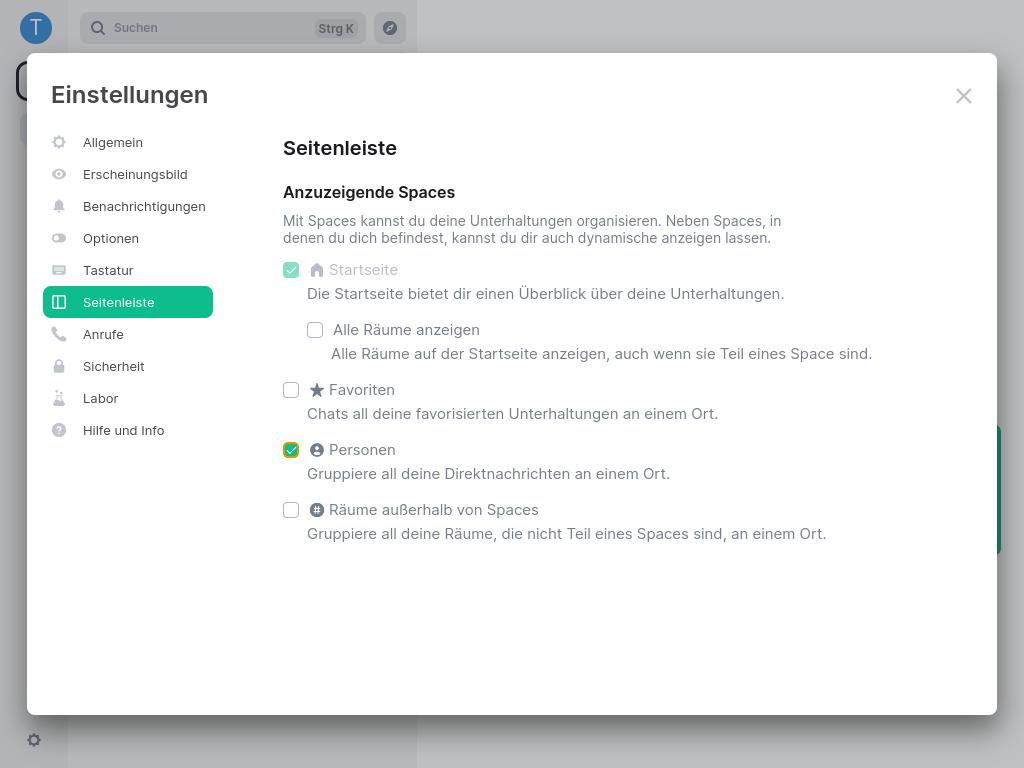 T
Suchen
Strg K
Einstellungen
Allgemein
Erscheinungsbild
Benachrichtigungen
Optionen
Tastatur
Seitenleiste
Anrufe
Sicherheit
Labor
Hilfe und Info
Seitenleiste
Anzuzeigende Spaces
Mit Spaces kannst du deine Unterhaltungen organisieren. Neben Spaces, in
denen du dich befindest, kannst du dir auch dynamische anzeigen lassen.
Startseite
Die Startseite bietet dir einen Überblick über deine Unterhaltungen.
Alle Räume anzeigen
Alle Räume auf der Startseite anzeigen, auch wenn sie Teil eines Space sind.
Favoriten
Chats all deine favorisierten Unterhaltungen an einem Ort.
Personen
Gruppiere all deine Direktnachrichten an einem Ort.
Räume außerhalb von Spaces
Gruppiere all deine Räume, die nicht Teil eines Spaces sind, an einem Ort.